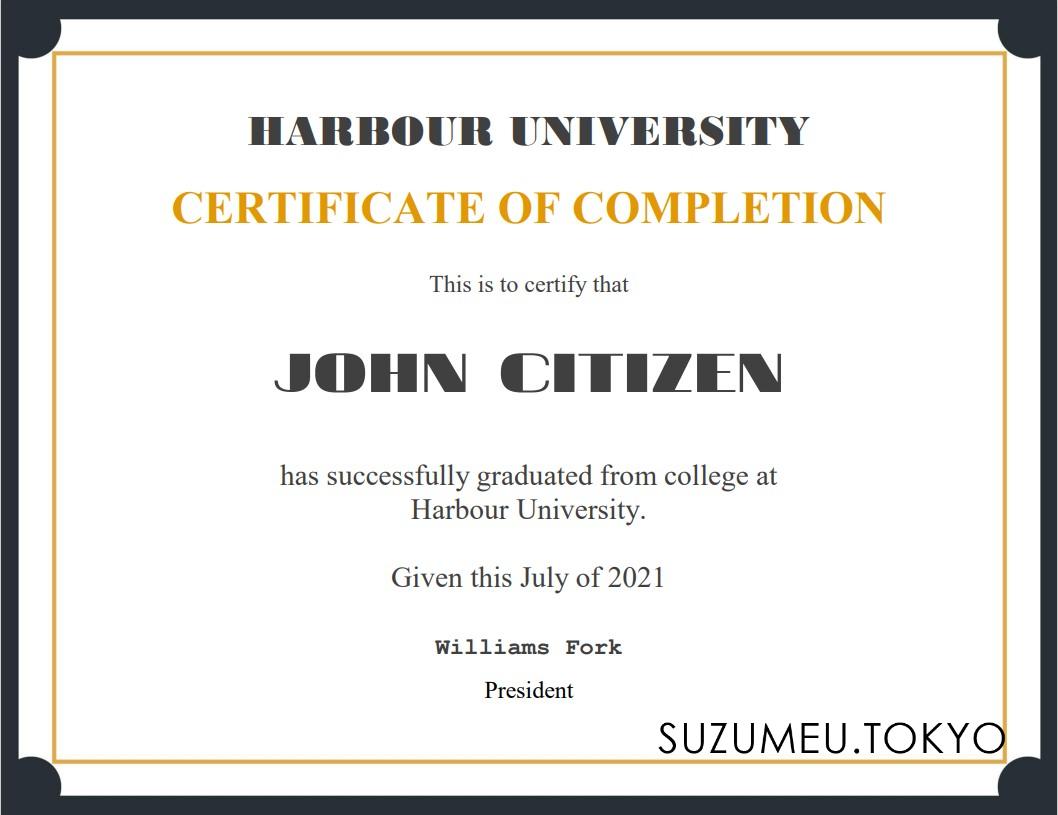 HARBOUR UNIVERSITY
CERTIFICATE OF COMPLETION
This is to certify that
JOHN CITIZEN
has successfully graduated from college at
Harbour University.
Given this July of 2021
Williams Fork
President
SUZUMEU.TOKYO